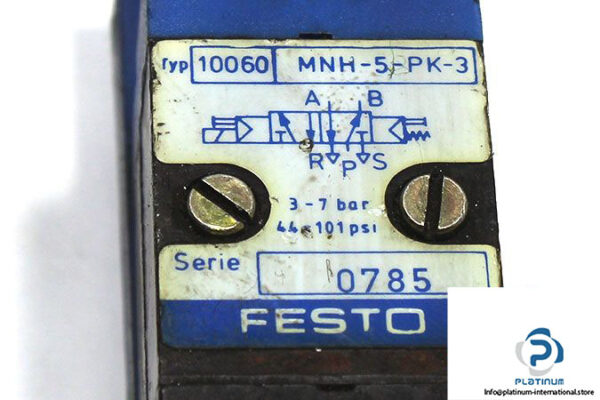 Typ 10060 MNH-5-PK-3
A B
R P S
3-7 bar
44-101 psi
Serie 0785
FESTO
P
PLATINUM
info@platinum-international.store